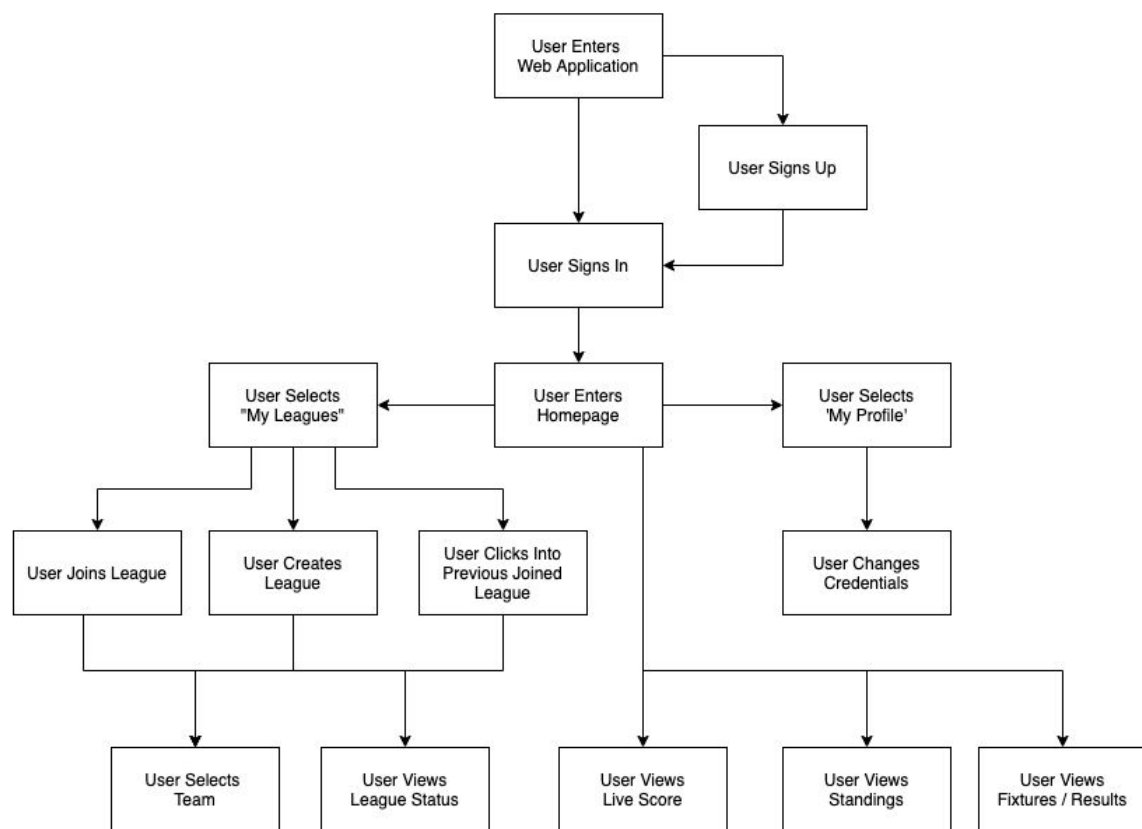 User Enters
Web Application
User Signs Up
User Signs In
User Selects
"My Leagues"
User Enters
Homepage
User Selects
'My Profile'
User Joins League
User Creates
League
User Clicks Into
Previous Joined
League
User Changes
Credentials
User Selects
Team
User Views
League Status
User Views
Live Score
User Views
Standings
User Views
Fixtures / Results